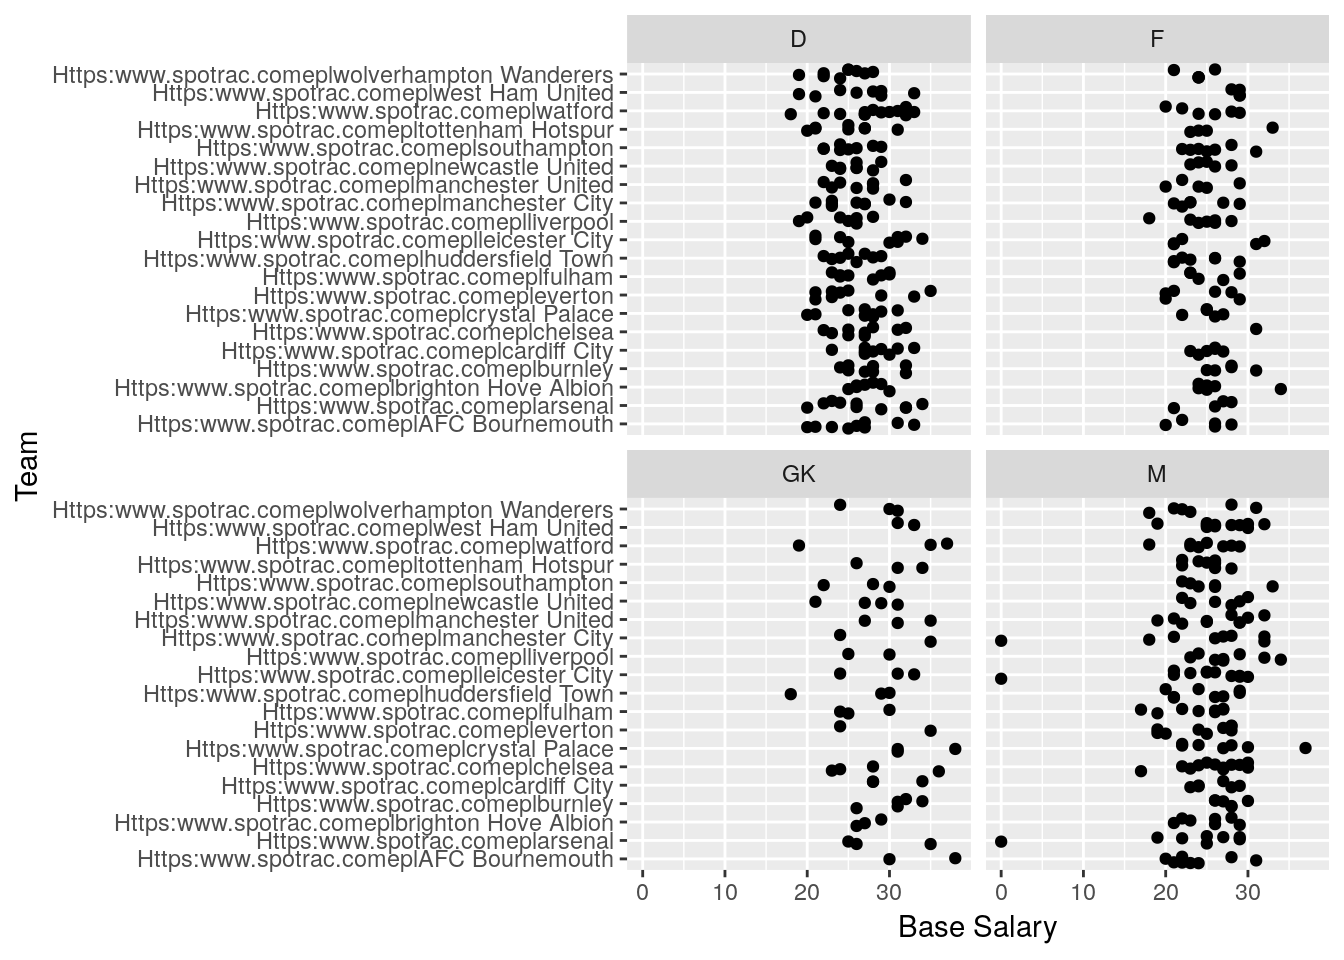 D
F
Https:www.spotrac.comeplwolverhampton Wanderers
Https:www.spotrac.comeplwest Ham United
Https:www.spotrac.comeplwatford
Https:www.spotrac.comepltottenham Hotspur
Https:www.spotrac.comeplsouthampton
Https:www.spotrac.comeplnewcastle United
Https:www.spotrac.comeplmanchester United
Https:www.spotrac.comeplmanchester City
Https:www.spotrac.comeplliverpool
Https:www.spotrac.comeplleicester City
Https:www.spotrac.comeplhuddersfield Town
Https:www.spotrac.comeplfulham
Https:www.spotrac.comepleverton
Https:www.spotrac.comeplcrystal Palace
Https:www.spotrac.comeplchelsea
Https:www.spotrac.comeplcardiff City
Https:www.spotrac.comeplburnley
Https:www.spotrac.comeplbrighton Hove Albion
Https:www.spotrac.comeplarsenal
Https:www.spotrac.comeplAFC Bournemouth
Team
GK
M
Https:www.spotrac.comeplwolverhampton Wanderers
Https:www.spotrac.comeplwest Ham United
Https:www.spotrac.comeplwatford
Https:www.spotrac.comepltottenham Hotspur
Https:www.spotrac.comeplsouthampton
Https:www.spotrac.comeplnewcastle United
Https:www.spotrac.comeplmanchester United
Https:www.spotrac.comeplmanchester City
Https:www.spotrac.comeplliverpool
Https:www.spotrac.comeplleicester City
Https:www.spotrac.comeplhuddersfield Town
Https:www.spotrac.comeplfulham
Https:www.spotrac.comepleverton
Https:www.spotrac.comeplcrystal Palace
Https:www.spotrac.comeplchelsea
Https:www.spotrac.comeplcardiff City
Https:www.spotrac.comeplburnley
Https:www.spotrac.comeplbrighton Hove Albion
Https:www.spotrac.comeplarsenal
Https:www.spotrac.comeplAFC Bournemouth
0 10 20 30 0 10 20 30
Base Salary